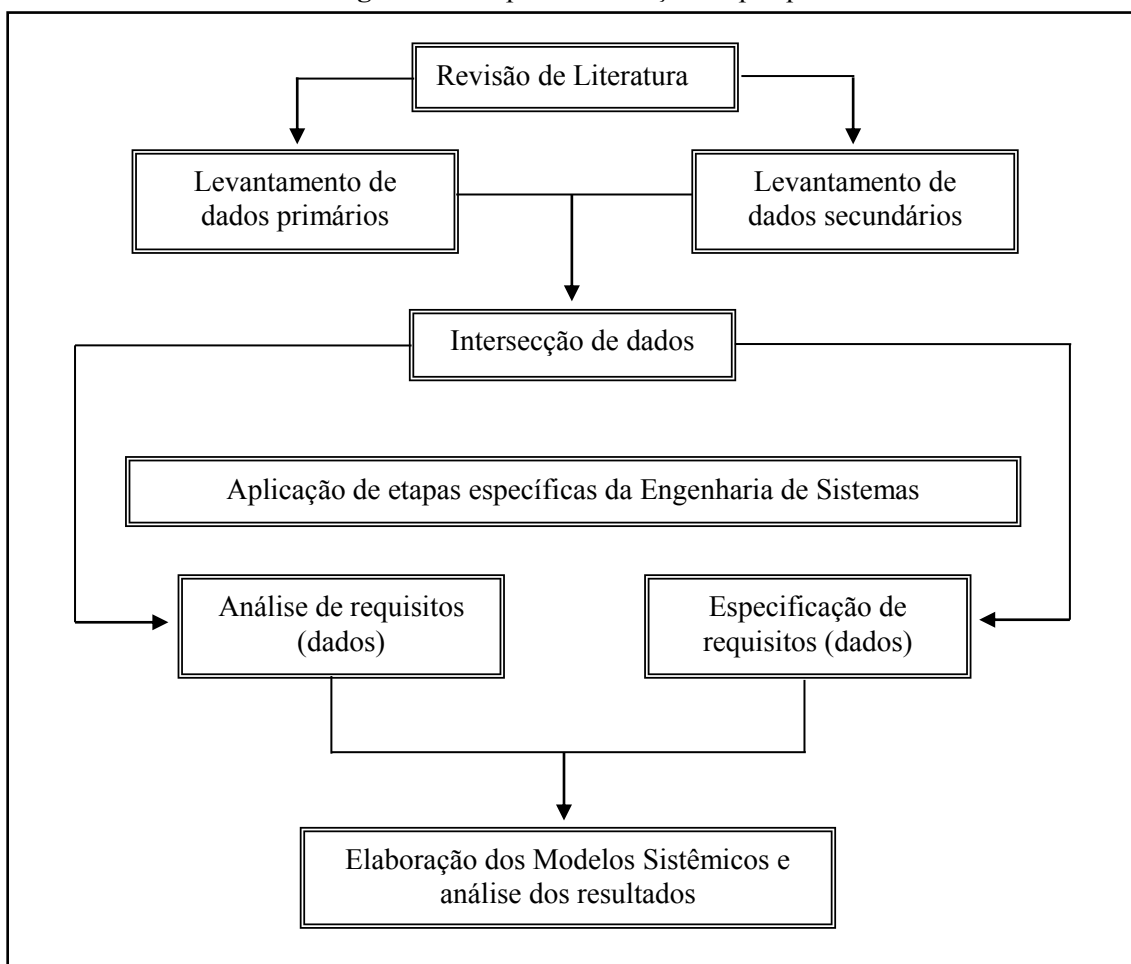 Revisão de Literatura
Levantamento de
dados primários
Levantamento de
dados secundários
Intersecção de dados
Aplicação de etapas específicas da Engenharia de Sistemas
Análise de requisitos
(dados)
Especificação de
requisitos (dados)
Elaboração dos Modelos Sistêmicos e
análise dos resultados